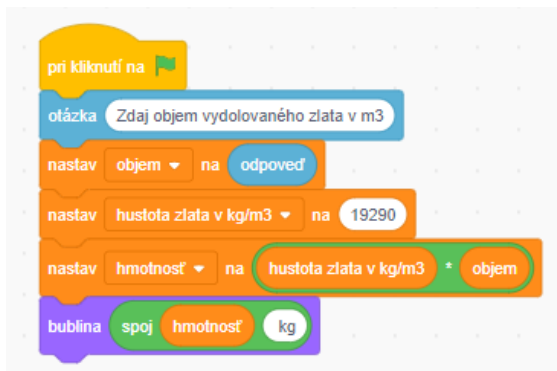 pri kliknutí na
otázka Zdaj objem vydolovaného zlata v m3
nastav objem na odpoveď
nastav hustota zlata v kg/m3 na 19290
nastav hmotnosť na hustota zlata v kg/m3 * objem
bublina spoj hmotnosť kg